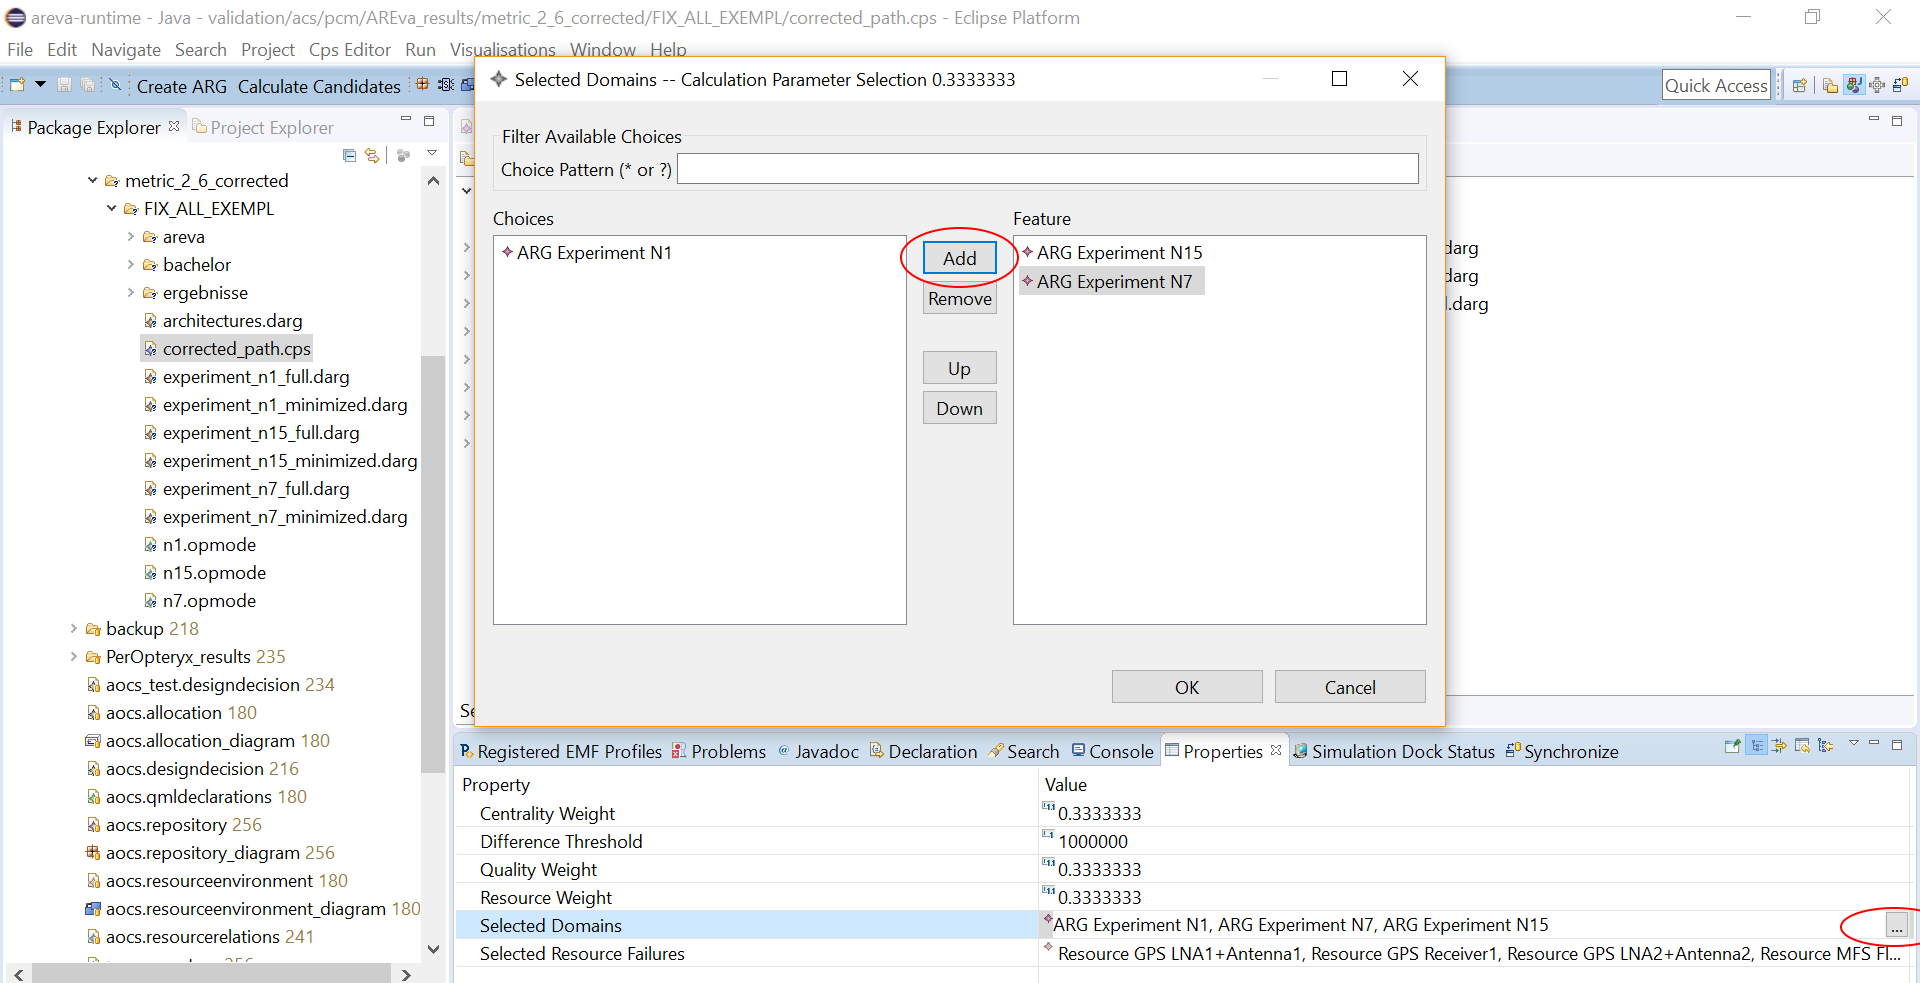 areva-runtime - Java - validation/acs/pcm/AREva_results/metric_2_6_corrected/FIX_ALL_EXEMPL/corrected_path.cps - Eclipse Platform
File Edit Navigate Search Project Cps Editor Run Visualisations Window Help
Create ARG Calculate Candidates
Quick Access
Package Explorer Project Explorer
metric_2_6_corrected
FIX_ALL_EXEMPL
areva
bachelor
ergebnisse
architectures.darg
corrected_path.cps
experiment_n1_full.darg
experiment_n1_minimized.darg
experiment_n15_full.darg
experiment_n15_minimized.darg
experiment_n7_full.darg
experiment_n7_minimized.darg
n1.opmode
n15.opmode
n7.opmode
backup 218
PerOpteryx_results 235
aocs_test.designdecision 234
aocs.allocation 180
aocs.allocation_diagram 180
aocs.designdecision 216
aocs.qmldeclarations 180
aocs.repository 256
aocs.repository_diagram 256
aocs.resourceenvironment 180
aocs.resourceenvironment_diagram 180
aocs.resourcerelations 241
Selected Domains -- Calculation Parameter Selection 0.3333333
Filter Available Choices
Choice Pattern (* or ?)
Choices
ARG Experiment N1
Add
Remove
Up
Down
Feature
ARG Experiment N15
ARG Experiment N7
OK Cancel
darg
darg
.darg
Se
Registered EMF Profiles Problems @ Javadoc Declaration Search Console Properties Simulation Dock Status Synchronize
Property Value
Centrality Weight 0.3333333
Difference Threshold 1000000
Quality Weight 0.3333333
Resource Weight 0.3333333
Selected Domains ARG Experiment N1, ARG Experiment N7, ARG Experiment N15 ...
Selected Resource Failures Resource GPS LNA1+Antenna1, Resource GPS Receiver1, Resource GPS LNA2+Antenna2, Resource MFS Fl...